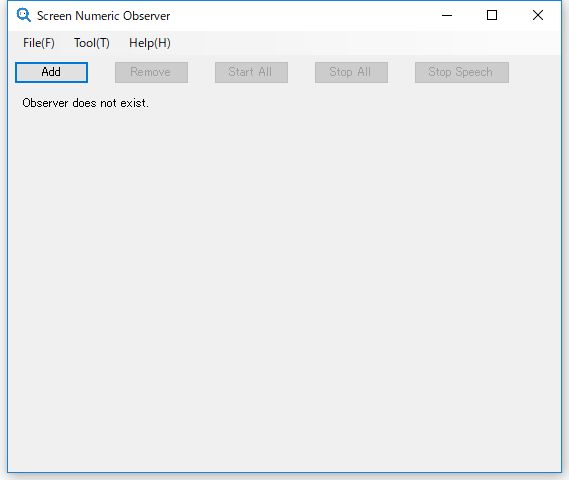 Screen Numeric Observer
File(F) Tool(T) Help(H)
Add Remove Start All Stop All Stop Speech
Observer does not exist.